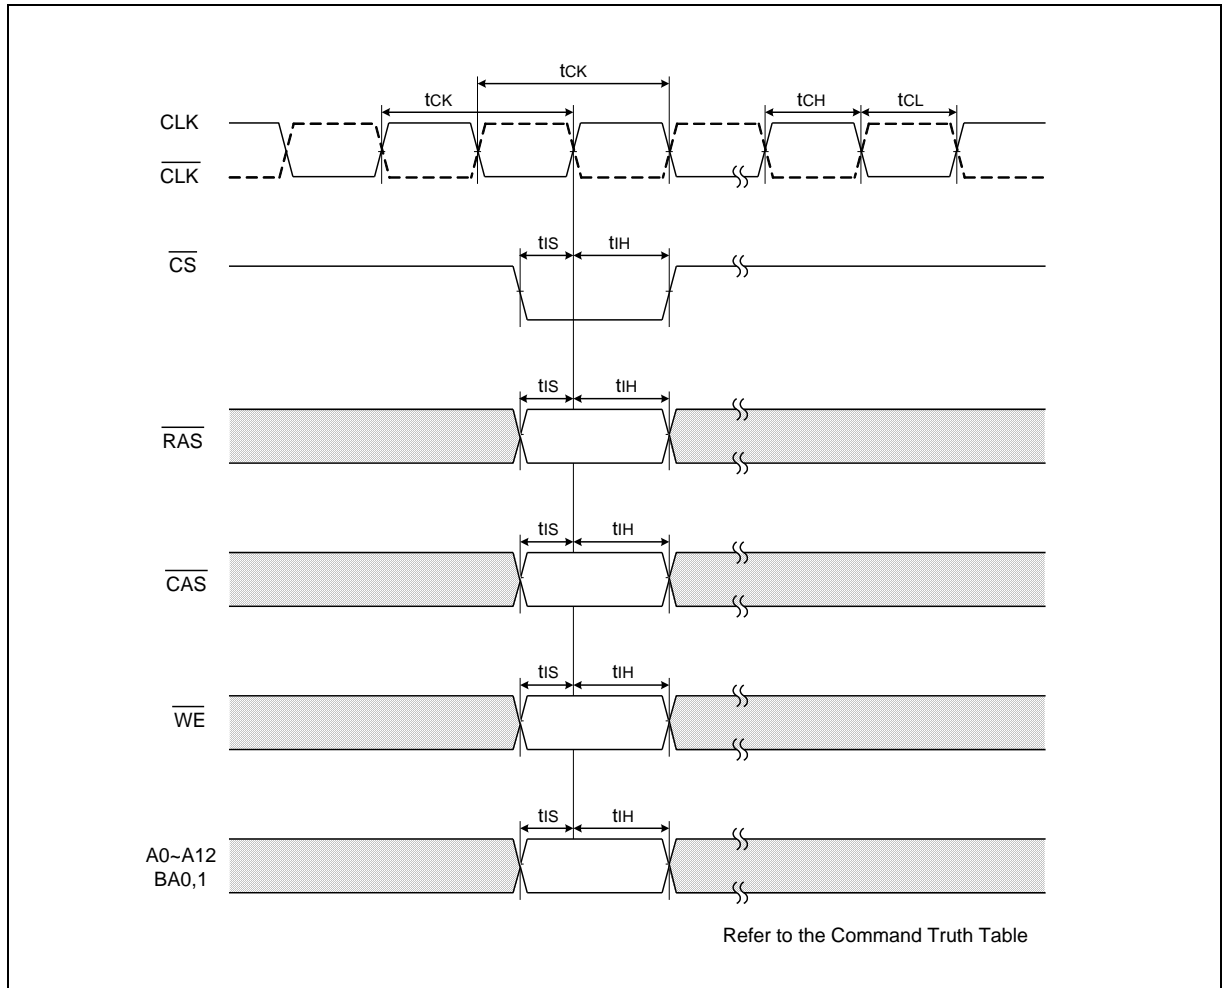 tCK
tCK
tCH
tCL
CLK
CLK
tIS
tIH
CS
tIS
tIH
RAS
tIS
tIH
CAS
tIS
tIH
WE
tIS
tIH
A0~A12
BA0,1
Refer to the Command Truth Table